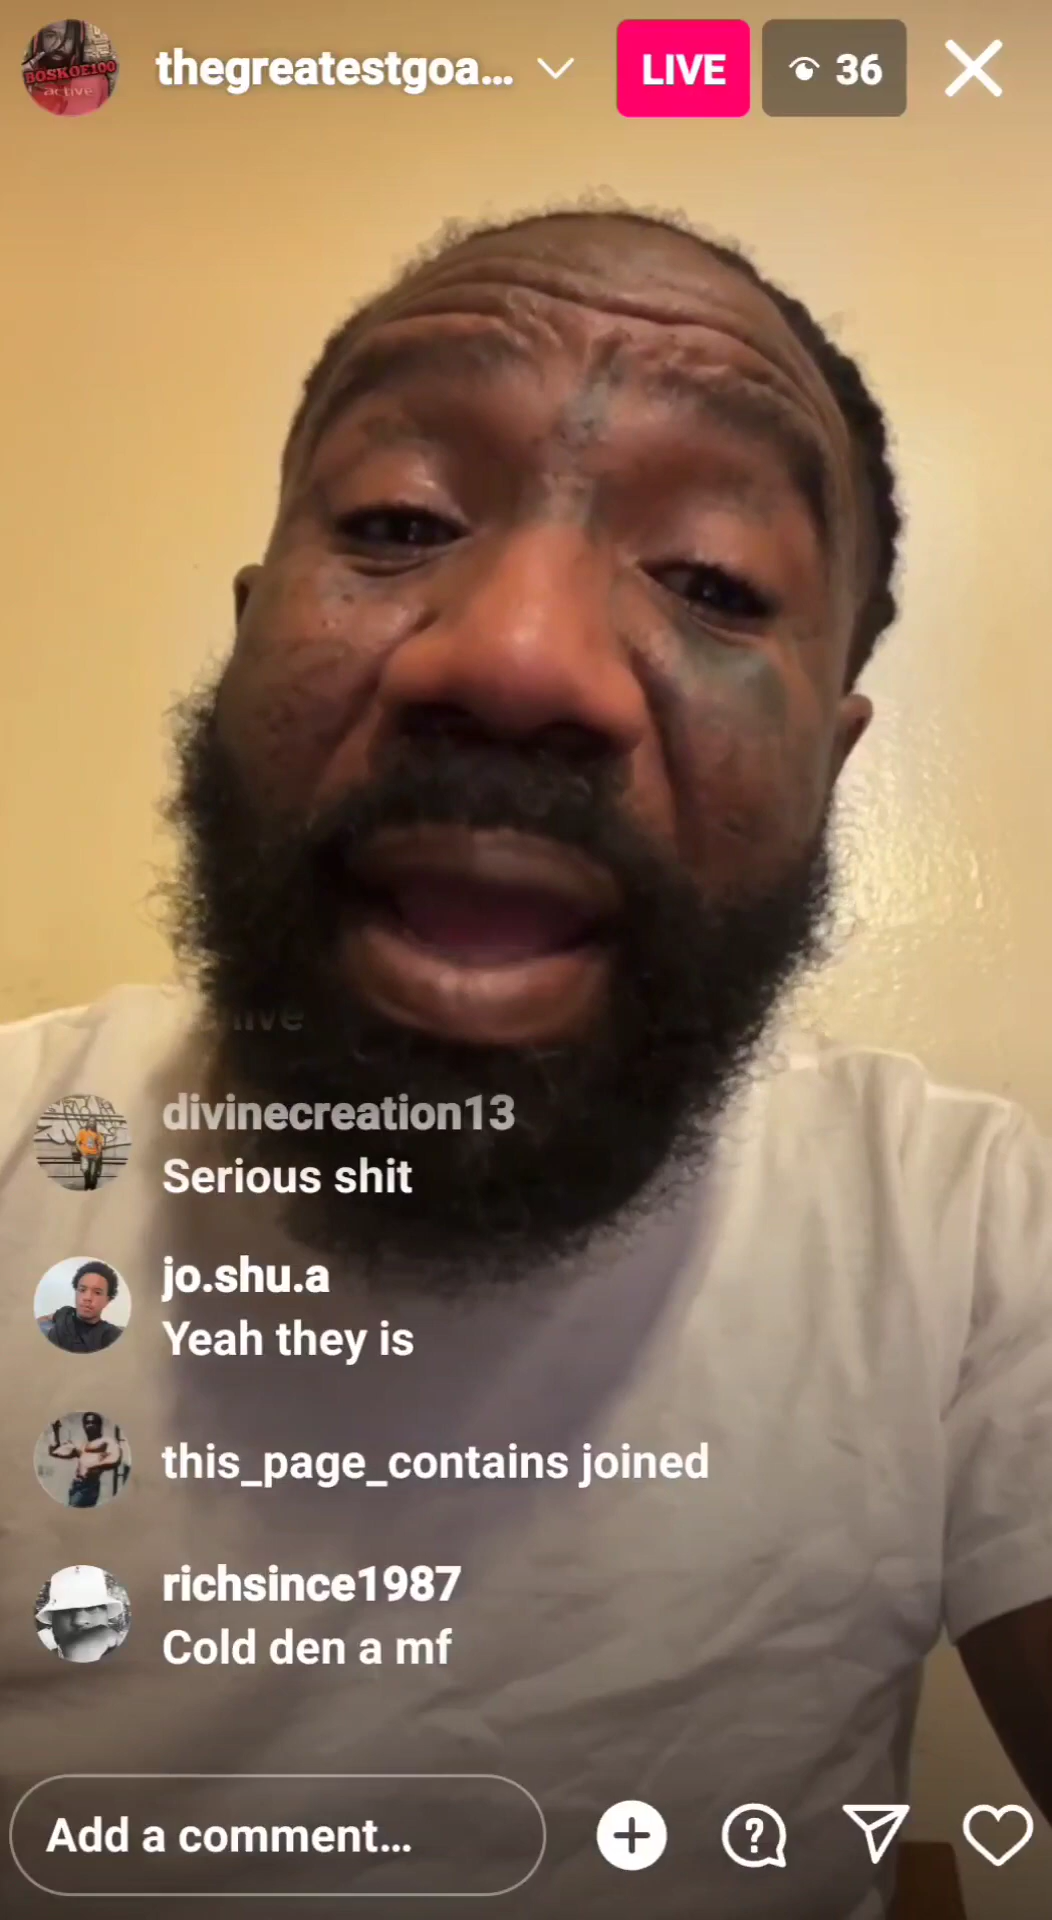 BOSKOE100
active
thegreatestgoa...
LIVE
36
divinecreation13
Serious shit
jo.shu.a
Yeah they is
this_page_contains joined
richsince1987
Cold den a mf
Add a comment...